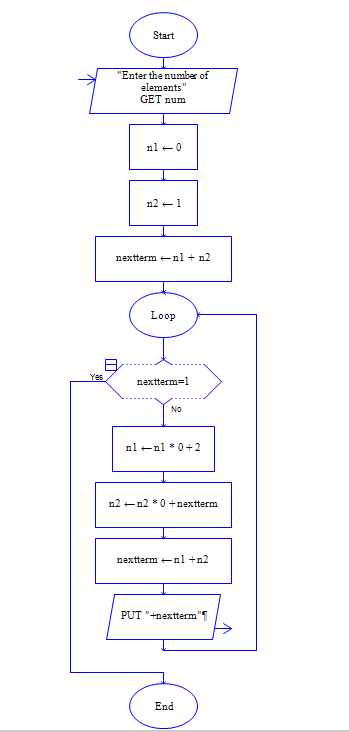 Start
"Enter the number of
elements"
GET num
n1 ← 0
n2 ← 1
nextterm ← n1 + n2
Loop
Yes
nextterm=1
No
n1 ← n1 * 0 + 2
n2 ← n2 * 0 + nextterm
nextterm ← n1 + n2
PUT "+nextterm"¶
End